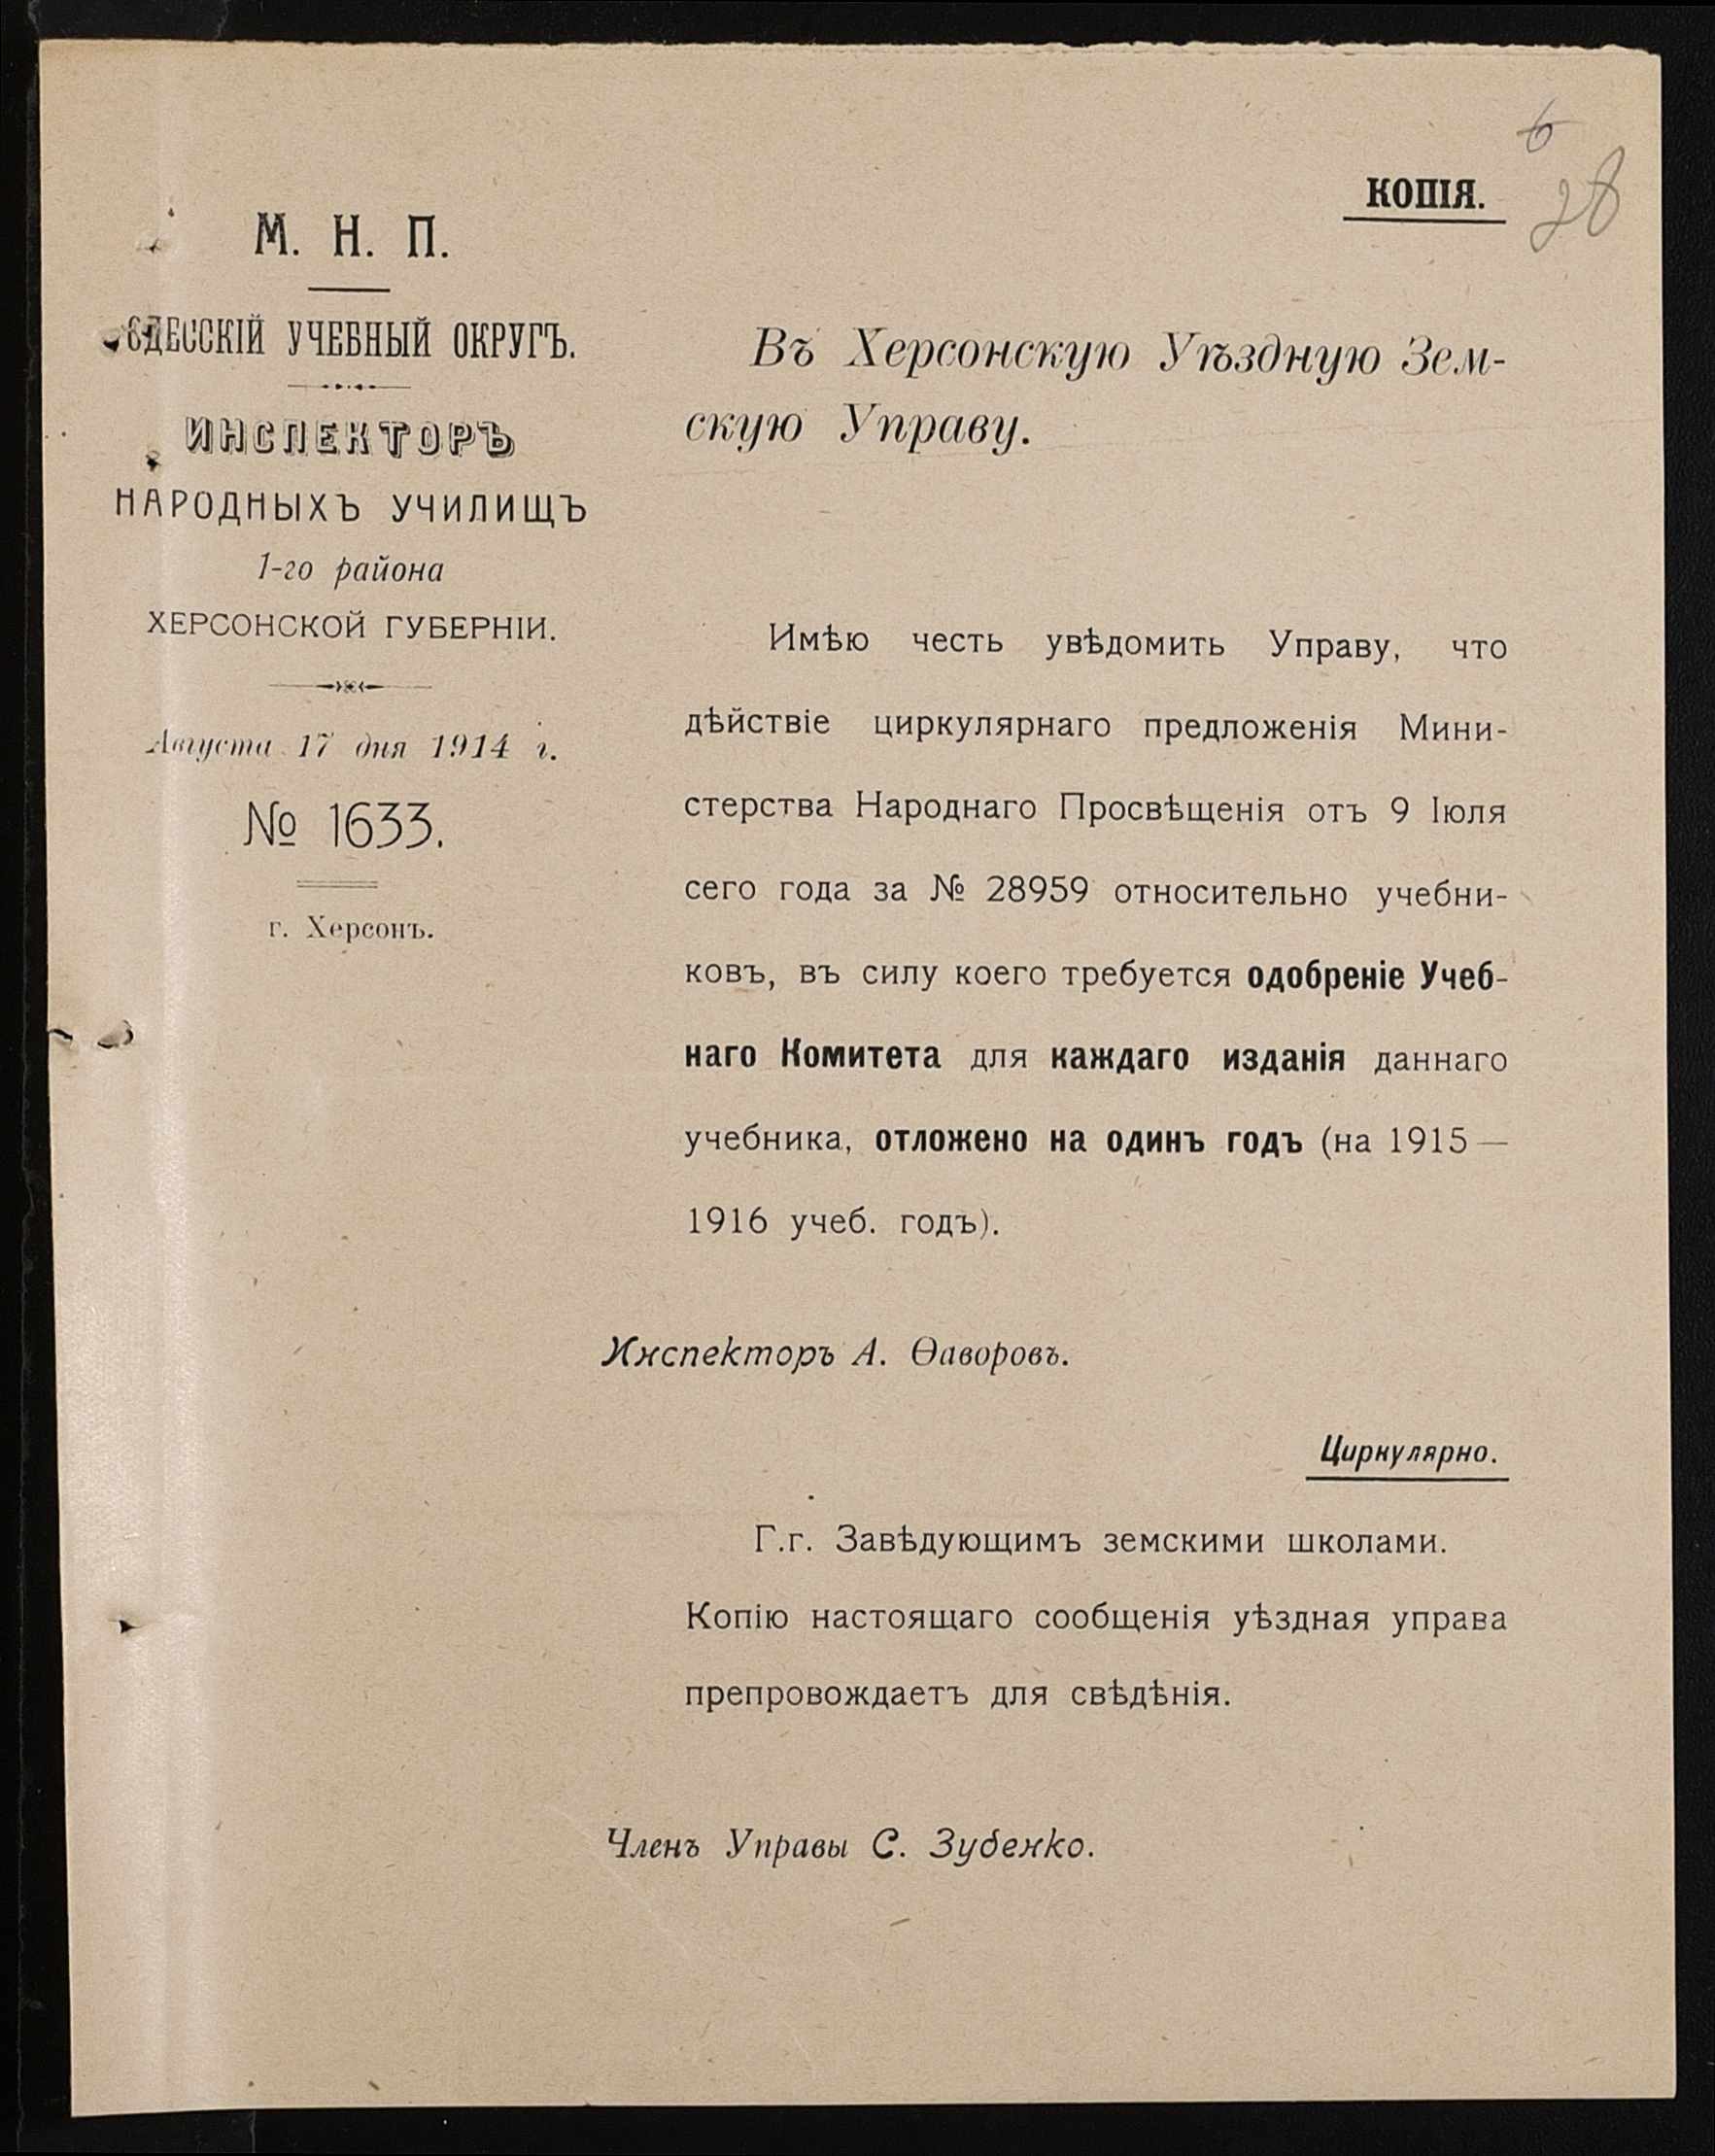 6
28
КОПІЯ.
М. Н. П.
ОДЕССКІЙ УЧЕБНЫЙ ОКРУГЪ.
ИНСПЕКТОРЪ
НАРОДНЫХЪ УЧИЛИЩЪ
1-го района
ХЕРСОНСКОЙ ГУБЕРНІИ.
Августа 17 дня 1914 г.
№ 1633.
г. Херсонъ.
Въ Херсонскую Уѣздную Зем-
скую Управу.
Имѣю честь увѣдомить Управу, что
дѣйствіе циркулярнаго предложенія Мини-
стерства Народнаго Просвѣщенія отъ 9 Іюля
сего года за № 28959 относительно учебни-
ковъ, въ силу коего требуется одобреніе Учеб-
наго Комитета для каждаго изданія даннаго
учебника, отложено на одинъ годъ (на 1915—
1916 учеб. годъ).
Инспекторъ А. Ѳаворовъ.
Циркулярно.
Г.г. Завѣдующимъ земскими школами.
Копію настоящаго сообщенія уѣздная управа
препровождаетъ для свѣдѣнія.
Членъ Управы С. Зубенко.